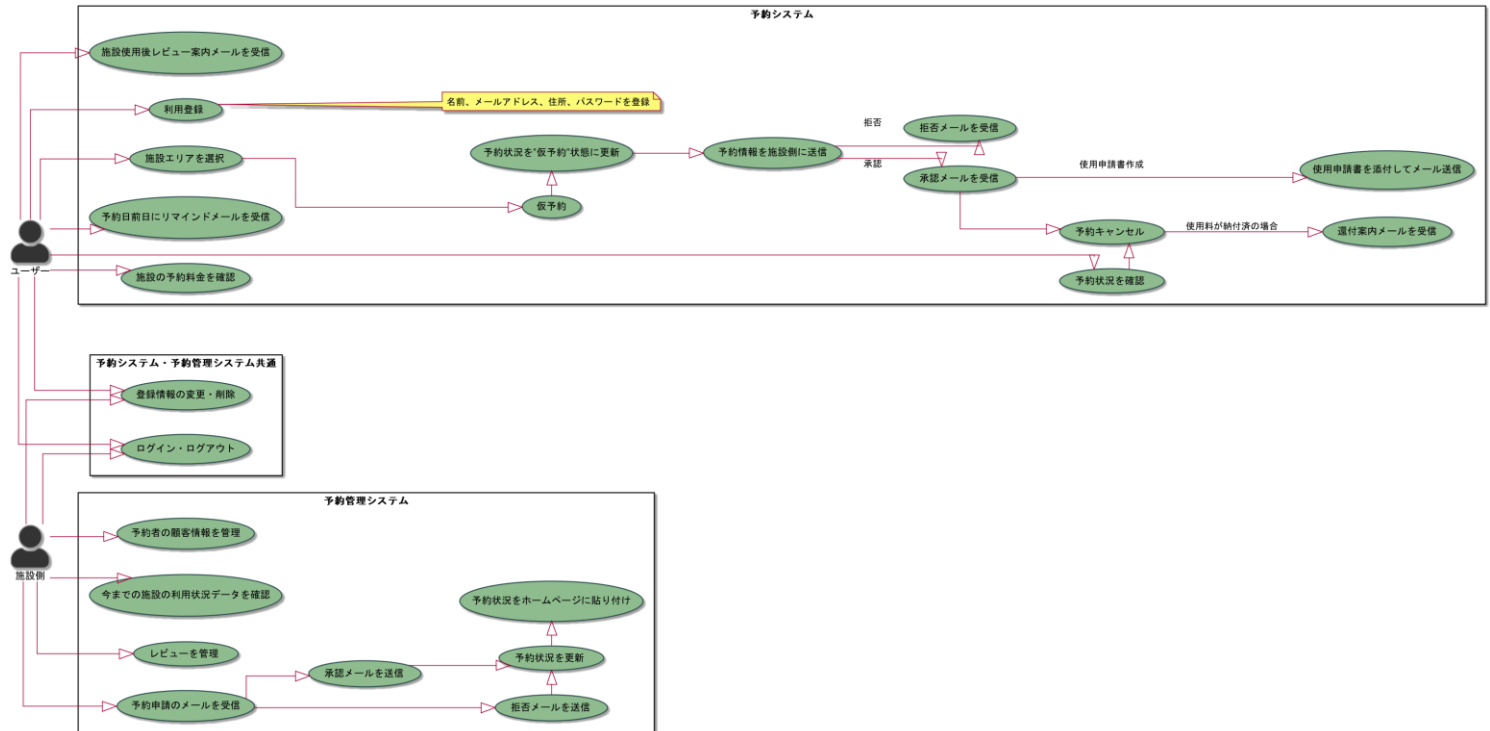 予約システム
施設使用後レビュー案内メールを受信
利用登録
名前、メールアドレス、住所、パスワードを登録
施設エリアを選択
予約状況を"仮予約"状態に更新
仮予約
予約情報を施設側に送信
拒否
拒否メールを受信
承認
承認メールを受信
使用申請書作成
使用申請書を添付してメール送信
予約日前日にリマインドメールを受信
予約キャンセル
使用料が納付済の場合
還付案内メールを受信
ユーザー
施設の予約料金を確認
予約状況を確認
予約システム・予約管理システム共通
登録情報の変更・削除
ログイン・ログアウト
予約管理システム
予約者の顧客情報を管理
施設側
今までの施設の利用状況データを確認
予約状況をホームページに貼り付け
レビューを管理
承認メールを送信
予約状況を更新
予約申請のメールを受信
拒否メールを送信